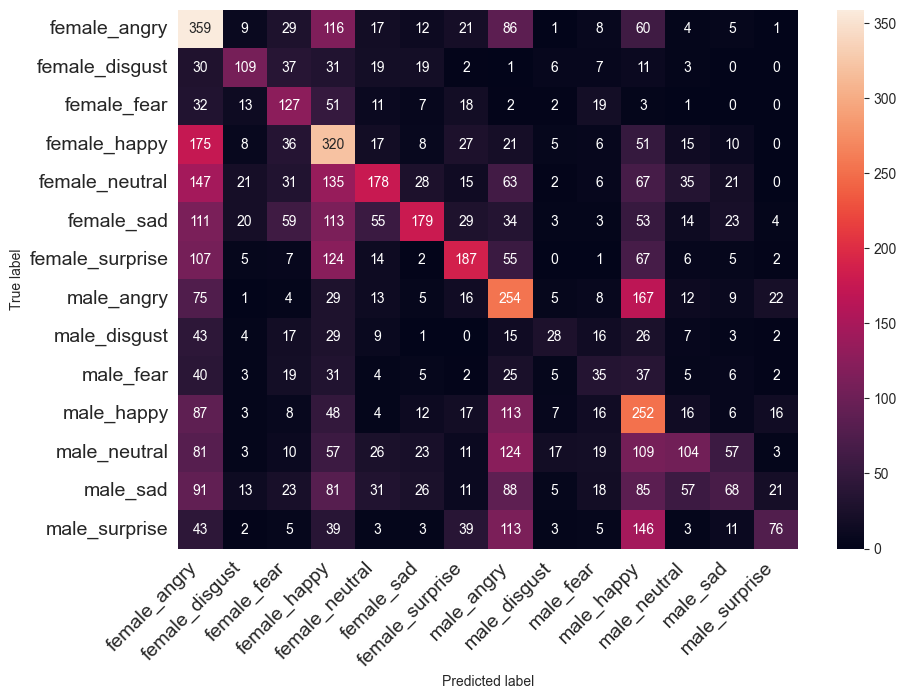 female_angry 359 9 29 116 17 12 21 86 1 8 60 4 5 1
female_disgust 30 109 37 31 19 19 2 1 6 7 11 3 0 0
female_fear 32 13 127 51 11 7 18 2 2 19 3 1 0 0
female_happy 175 8 36 320 17 8 27 21 5 6 51 15 10 0
female_neutral 147 21 31 135 178 28 15 63 2 6 67 35 21 0
female_sad 111 20 59 113 55 179 29 34 3 3 53 14 23 4
female_surprise 107 5 7 124 14 2 187 55 0 1 67 6 5 2
male_angry 75 1 4 29 13 5 16 254 5 8 167 12 9 22
male_disgust 43 4 17 29 9 1 0 15 28 16 26 7 3 2
male_fear 40 3 19 31 4 5 2 25 5 35 37 5 6 2
male_happy 87 3 8 48 4 12 17 113 7 16 252 16 6 16
male_neutral 81 3 10 57 26 23 11 124 17 19 109 104 57 3
male_sad 91 13 23 81 31 26 11 88 5 18 85 57 68 21
male_surprise 43 2 5 39 3 3 39 113 3 5 146 3 11 76
True label
female_angry female_disgust female_fear female_happy female_neutral female_sad female_surprise male_angry male_disgust male_fear male_happy male_neutral male_sad male_surprise
Predicted label
350
300
250
200
150
100
50
0